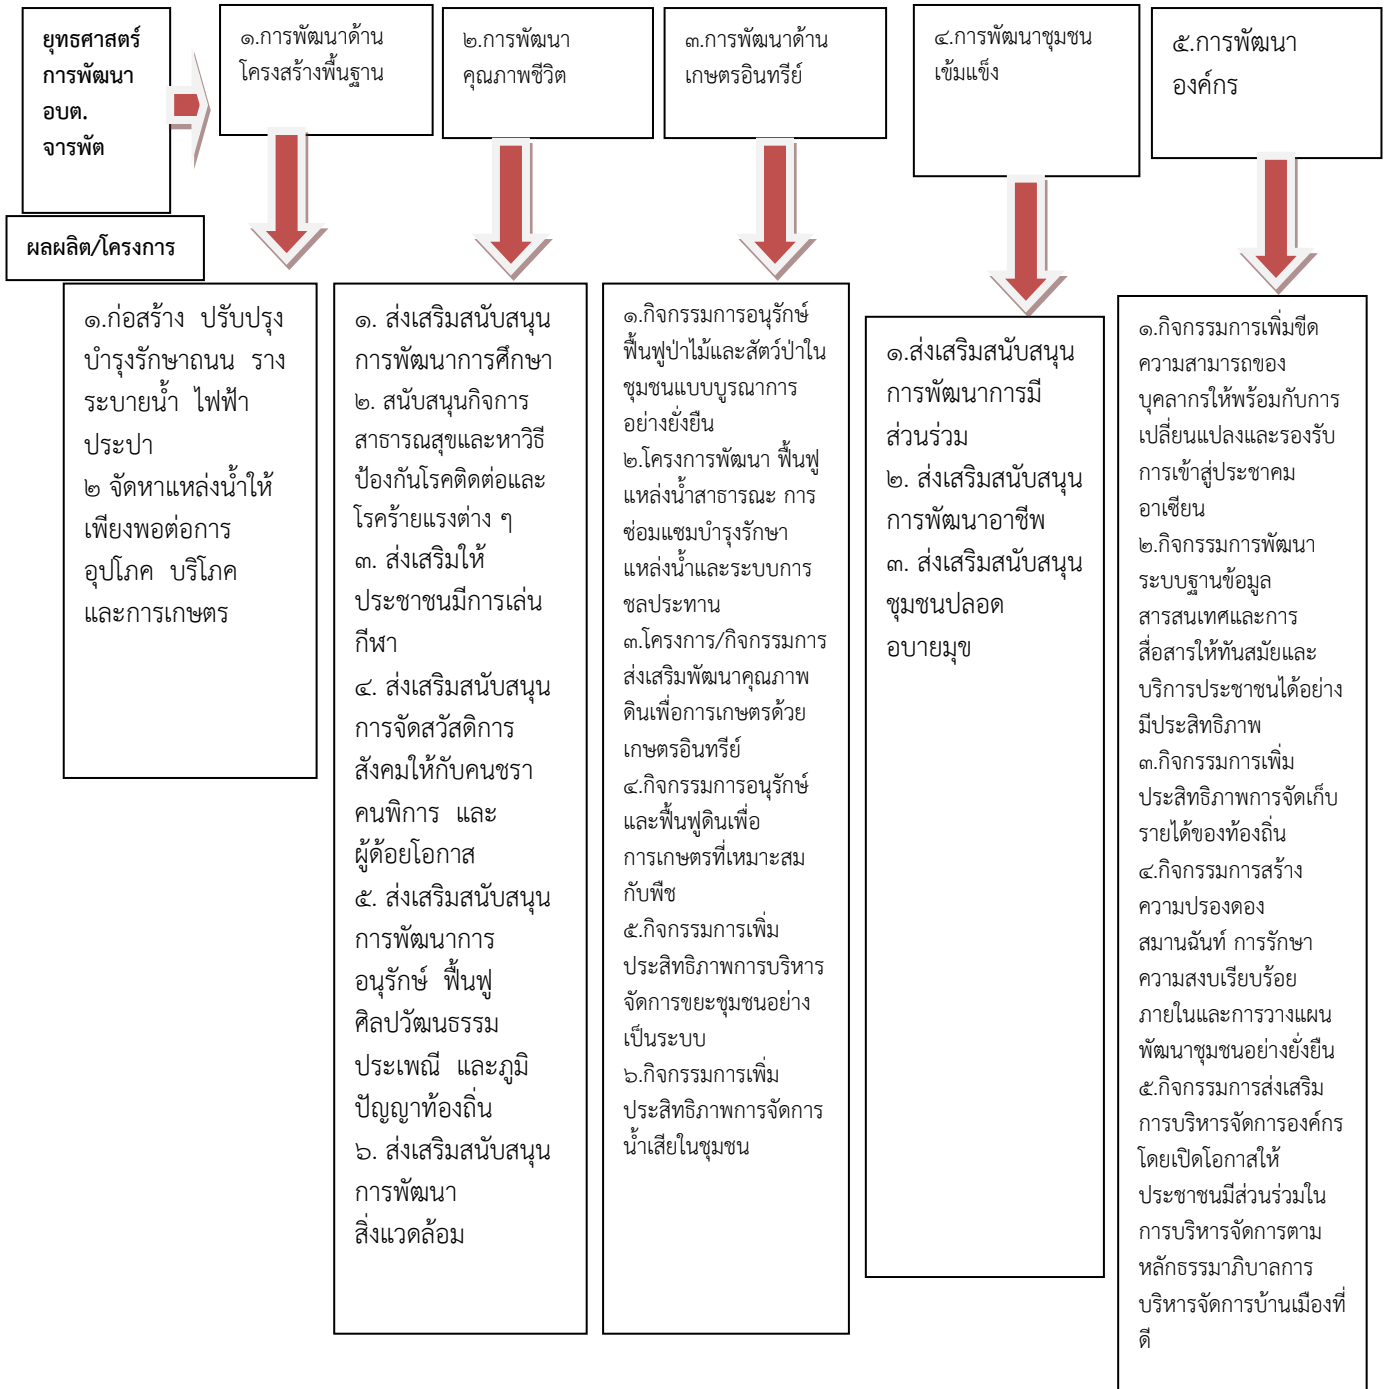 ยุทธศาสตร์
การพัฒนา
อบต.
จารพัต
๑.การพัฒนาด้าน
โครงสร้างพื้นฐาน
๒.การพัฒนา
คุณภาพชีวิต
๓.การพัฒนาด้าน
เกษตรอินทรีย์
๔.การพัฒนาชุมชน
เข้มแข็ง
๕.การพัฒนา
องค์กร
ผลผลิต/โครงการ
๑.ก่อสร้าง ปรับปรุง
บำรุงรักษาถนน ราง
ระบายน้ำ ไฟฟ้า
ประปา
๒ จัดหาแหล่งน้ำให้
เพียงพอต่อการ
อุปโภค บริโภค
และการเกษตร
๑. ส่งเสริมสนับสนุน
การพัฒนาการศึกษา
๒. สนับสนุนกิจการ
สาธารณสุขและหาวิธี
ป้องกันโรคติดต่อและ
โรคร้ายแรงต่าง ๆ
๓. ส่งเสริมให้
ประชาชนมีการเล่น
กีฬา
๔. ส่งเสริมสนับสนุน
การจัดสวัสดิการ
สังคมให้กับคนชรา
คนพิการ และ
ผู้ด้อยโอกาส
๕. ส่งเสริมสนับสนุน
การพัฒนาการ
อนุรักษ์ ฟื้นฟู
ศิลปวัฒนธรรม
ประเพณี และภูมิ
ปัญญาท้องถิ่น
๖. ส่งเสริมสนับสนุน
การพัฒนา
สิ่งแวดล้อม
๑.กิจกรรมการอนุรักษ์
ฟื้นฟูป่าไม้และสัตว์ป่าใน
ชุมชนแบบบูรณาการ
อย่างยั่งยืน
๒.โครงการพัฒนา ฟื้นฟู
แหล่งน้ำสาธารณะ การ
ซ่อมแซมบำรุงรักษา
แหล่งน้ำและระบบการ
ชลประทาน
๓.โครงการ/กิจกรรมการ
ส่งเสริมพัฒนาคุณภาพ
ดินเพื่อการเกษตรด้วย
เกษตรอินทรีย์
๔.กิจกรรมการอนุรักษ์
และฟื้นฟูดินเพื่อ
การเกษตรที่เหมาะสม
กับพืช
๕.กิจกรรมการเพิ่ม
ประสิทธิภาพการบริหาร
จัดการขยะชุมชนอย่าง
เป็นระบบ
๖.กิจกรรมการเพิ่ม
ประสิทธิภาพการจัดการ
น้ำเสียในชุมชน
๑.ส่งเสริมสนับสนุน
การพัฒนาการมี
ส่วนร่วม
๒. ส่งเสริมสนับสนุน
การพัฒนาอาชีพ
๓. ส่งเสริมสนับสนุน
ชุมชนปลอด
อบายมุข
๑.กิจกรรมการเพิ่มขีด
ความสามารถของ
บุคลากรให้พร้อมกับการ
เปลี่ยนแปลงและรองรับ
การเข้าสู่ประชาคม
อาเซียน
๒.กิจกรรมการพัฒนา
ระบบฐานข้อมูล
สารสนเทศและการ
สื่อสารให้ทันสมัยและ
บริการประชาชนได้อย่าง
มีประสิทธิภาพ
๓.กิจกรรมการเพิ่ม
ประสิทธิภาพการจัดเก็บ
รายได้ของท้องถิ่น
๔.กิจกรรมการสร้าง
ความปรองดอง
สมานฉันท์ การรักษา
ความสงบเรียบร้อย
ภายในและการวางแผน
พัฒนาชุมชนอย่างยั่งยืน
๕.กิจกรรมการส่งเสริม
การบริหารจัดการองค์กร
โดยเปิดโอกาสให้
ประชาชนมีส่วนร่วมใน
การบริหารจัดการตาม
หลักธรรมาภิบาลการ
บริหารจัดการบ้านเมืองที่
ดี